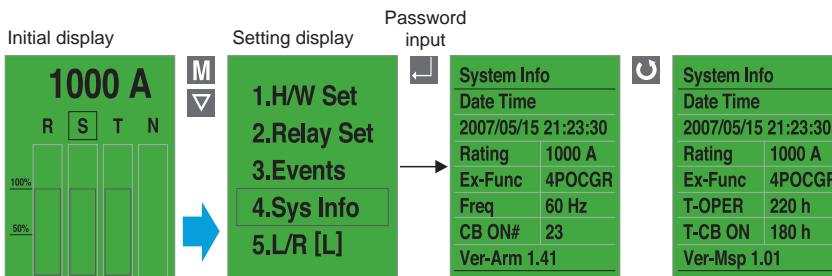 Initial display
1000 A
R S T N
100%
50%
M
Setting display
1.H/W Set
2.Relay Set
3.Events
4.Sys Info
5.L/R [L]
Password
input
System Info
Date Time
2007/05/15 21:23:30
Rating 1000 A
Ex-Func 4POCGR
Freq 60 Hz
CB ON# 23
Ver-Arm 1.41
System Info
Date Time
2007/05/15 21:23:30
Rating 1000 A
Ex-Func 4POCGR
T-OPER 220 h
T-CB ON 180 h
Ver-Msp 1.01